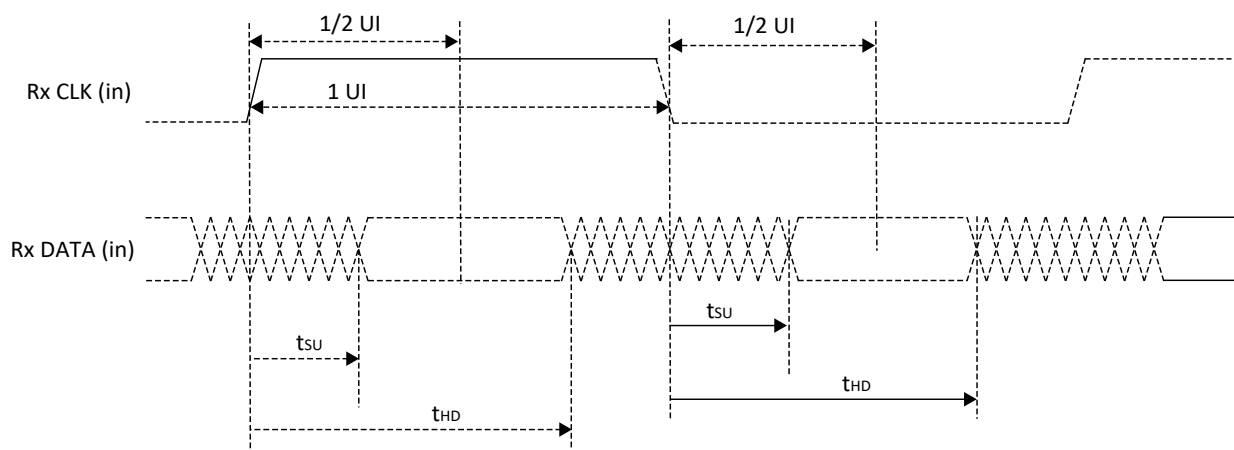 1/2 UI
1/2 UI
Rx CLK (in)
1 UI
Rx DATA (in)
tSU
tSU
tHD
tHD